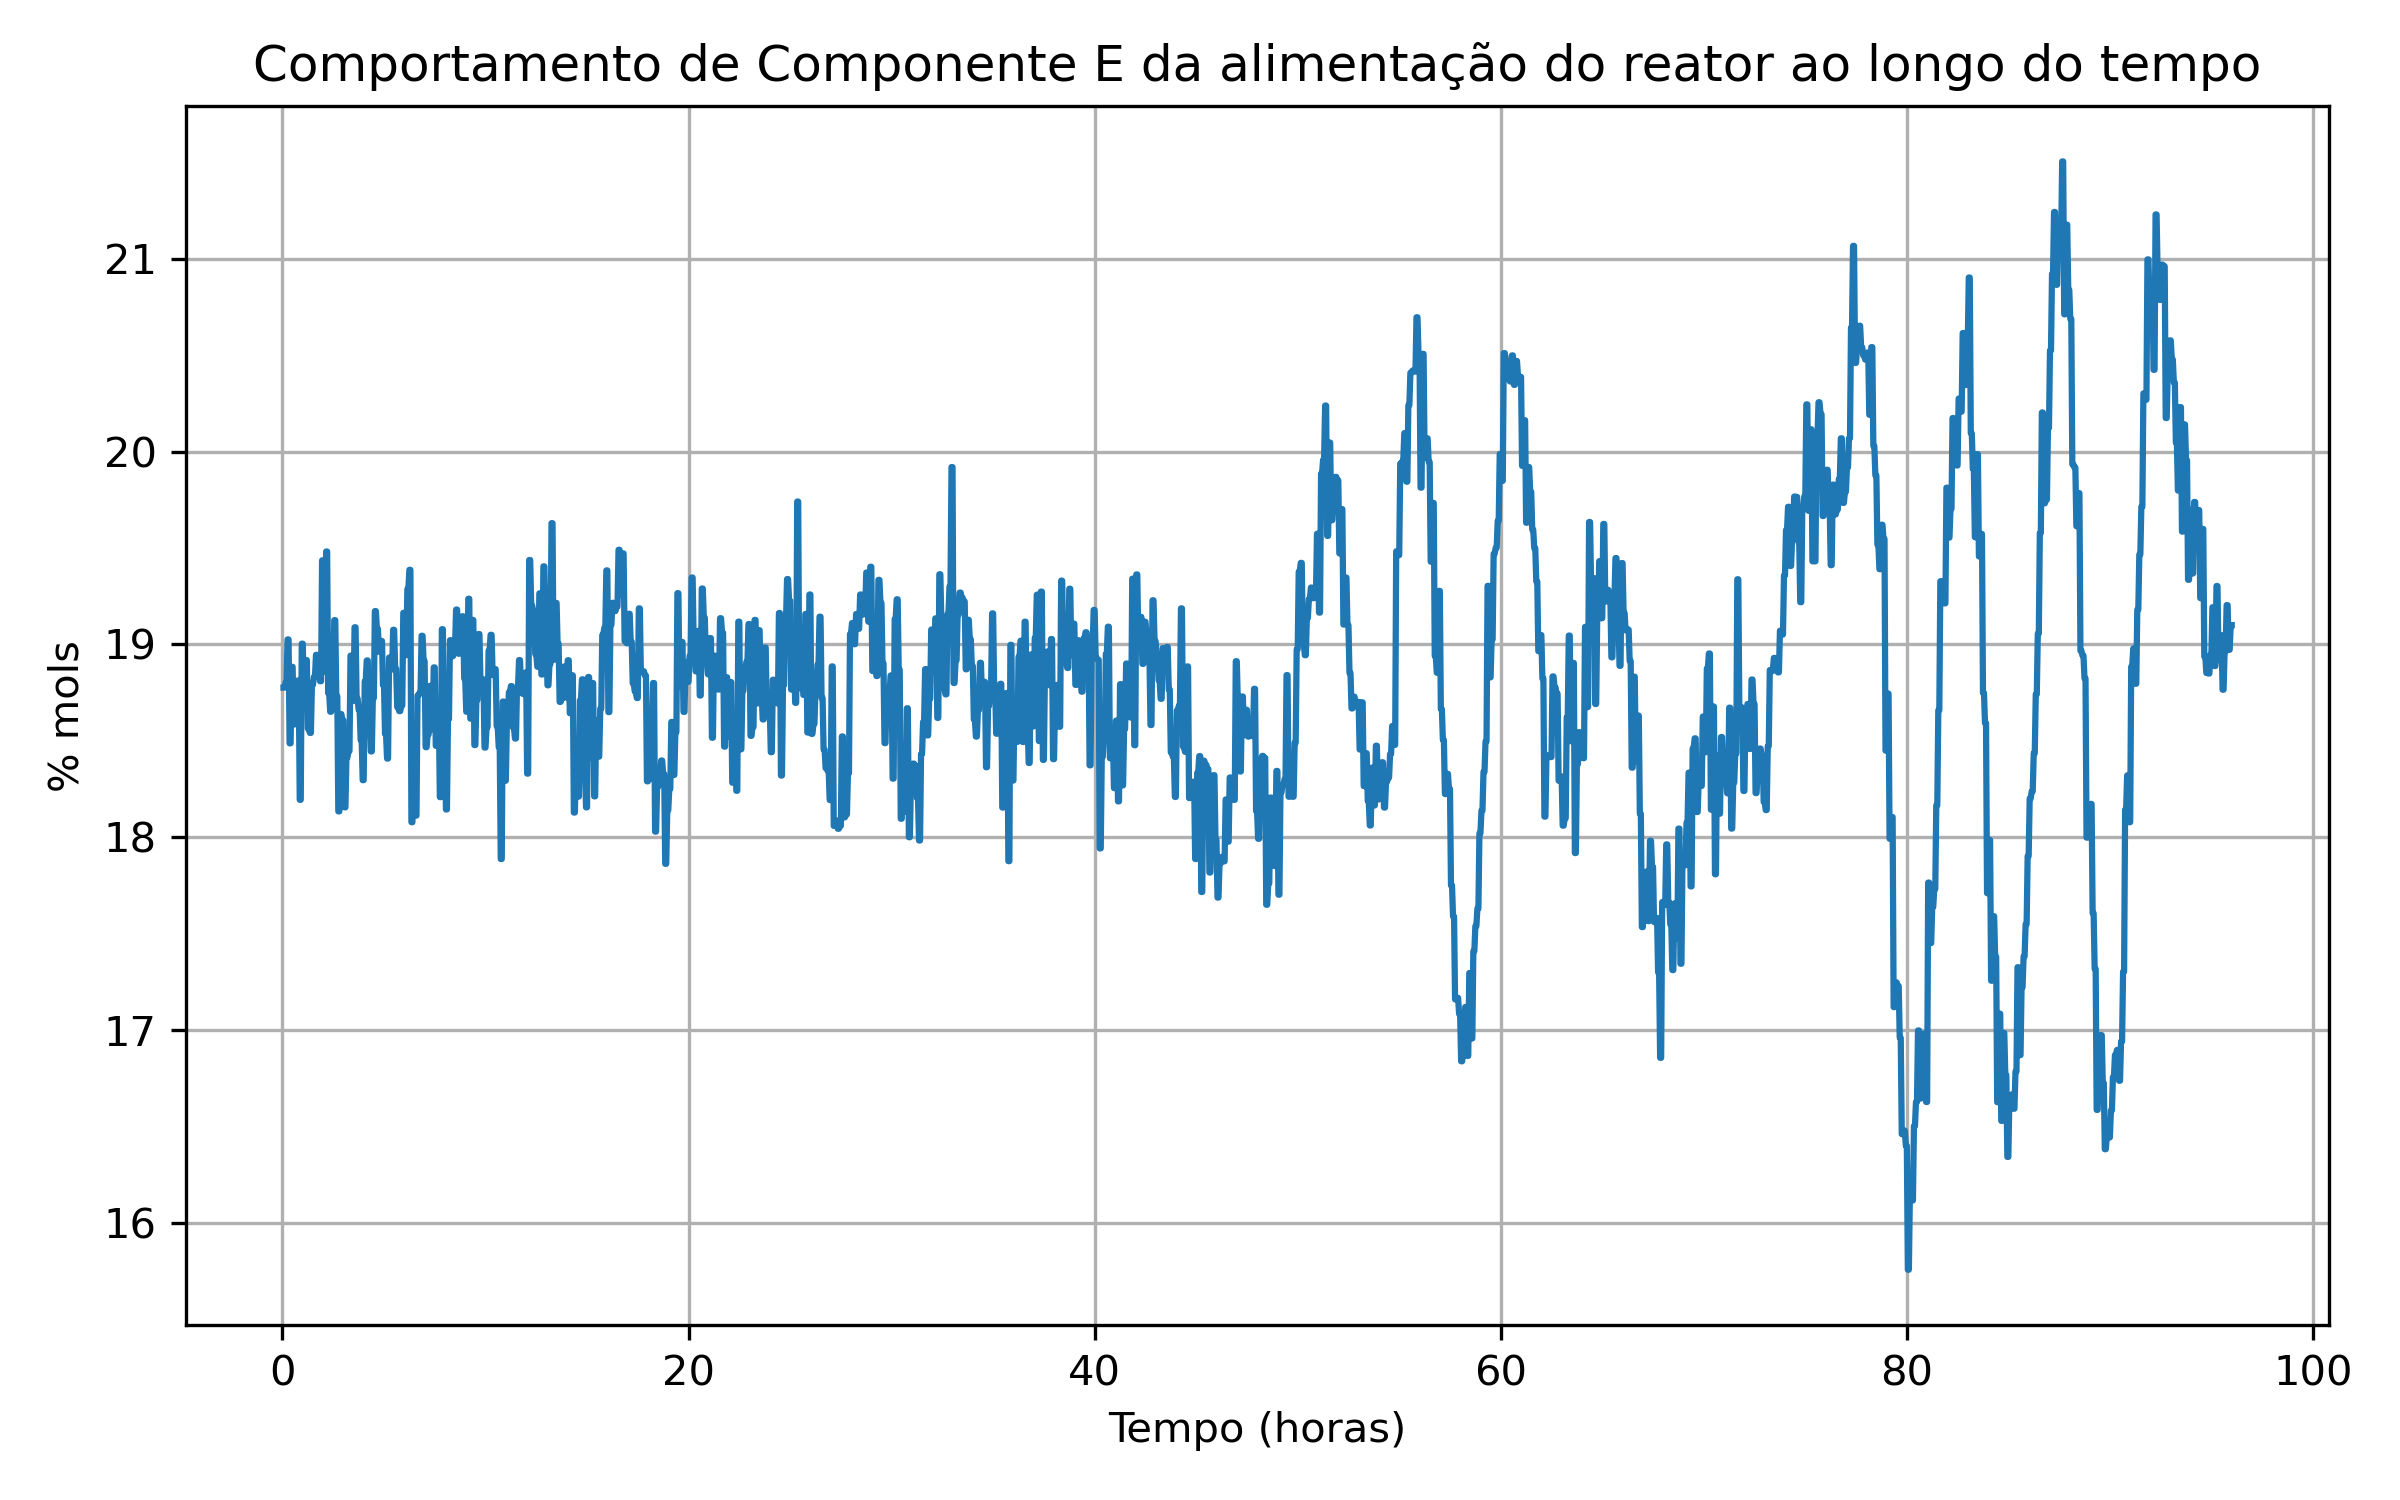 Comportamento de Componente E da alimentação do reator ao longo do tempo
% mols
21
20
19
18
17
16
0 20 40 60 80 100
Tempo (horas)